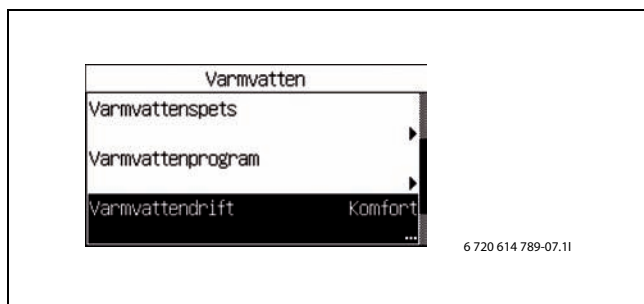 Varmvatten
Varmvattenspets
Varmvattenprogram
Varmvattendrift Komfort
...
6 720 614 789-07.1I